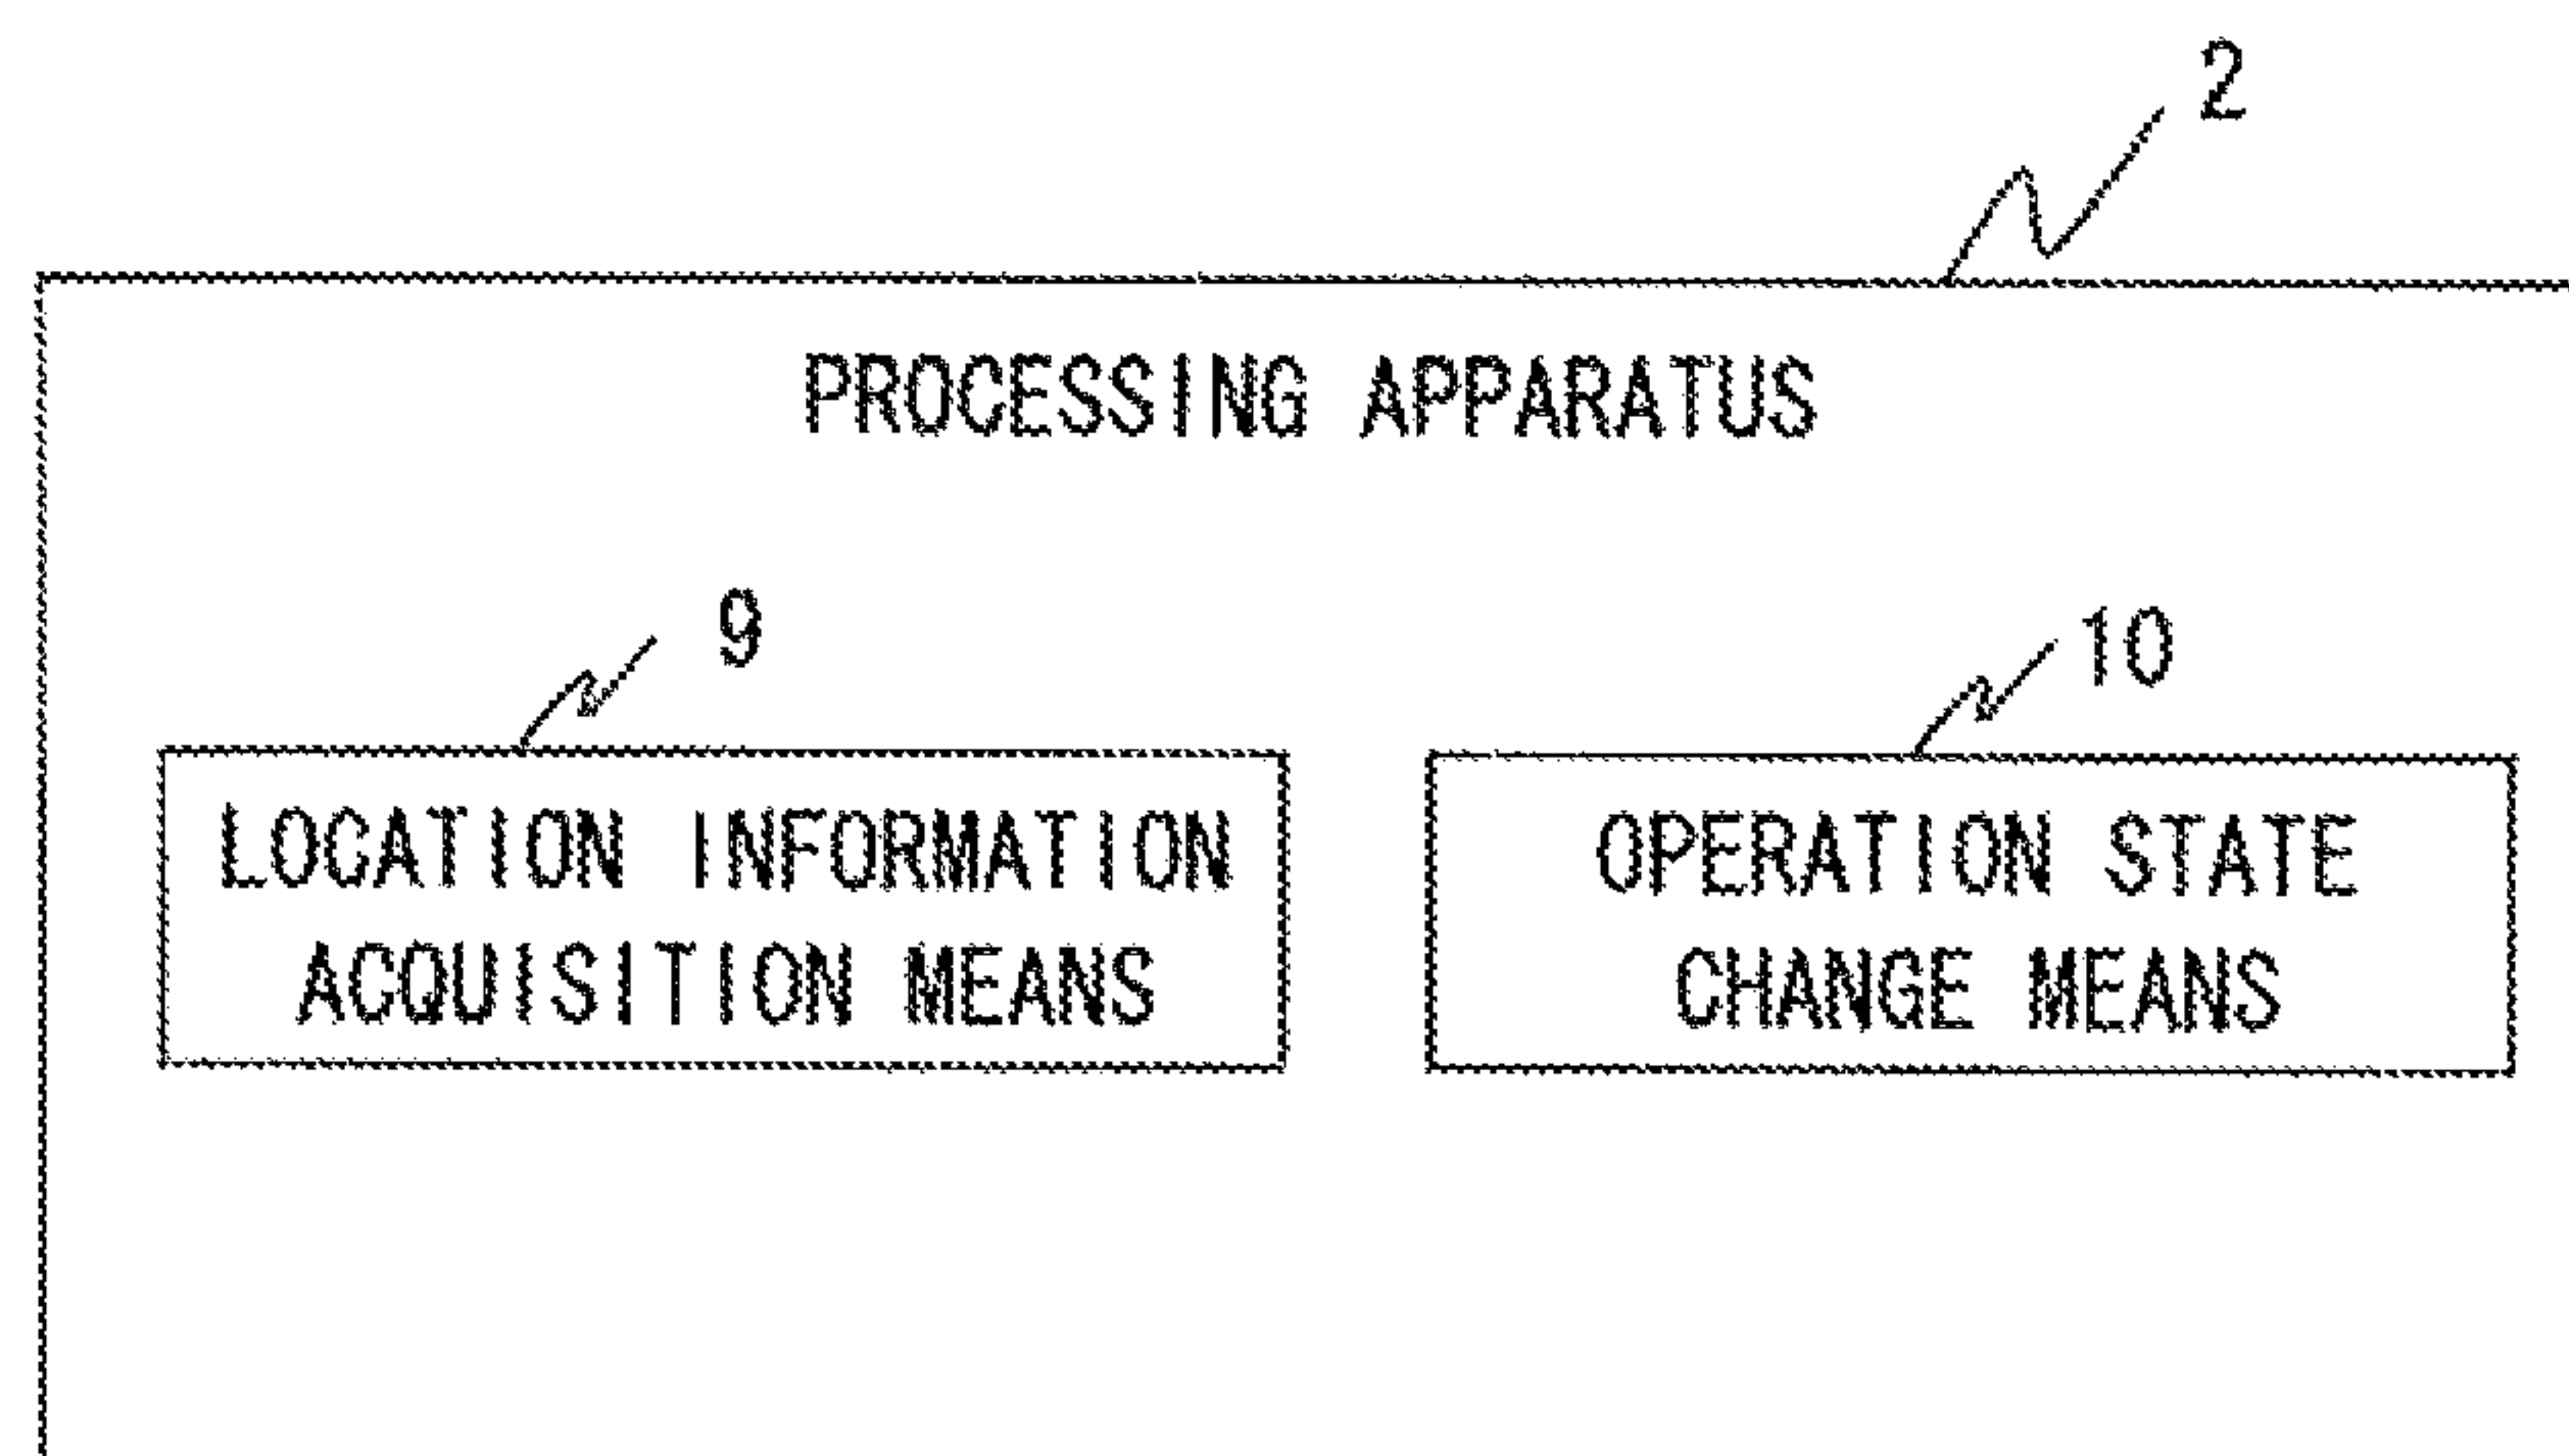 2
PROCESSING APPARATUS
9
10
LOCATION INFORMATION
ACQUISITION MEANS
OPERATION STATE
CHANGE MEANS